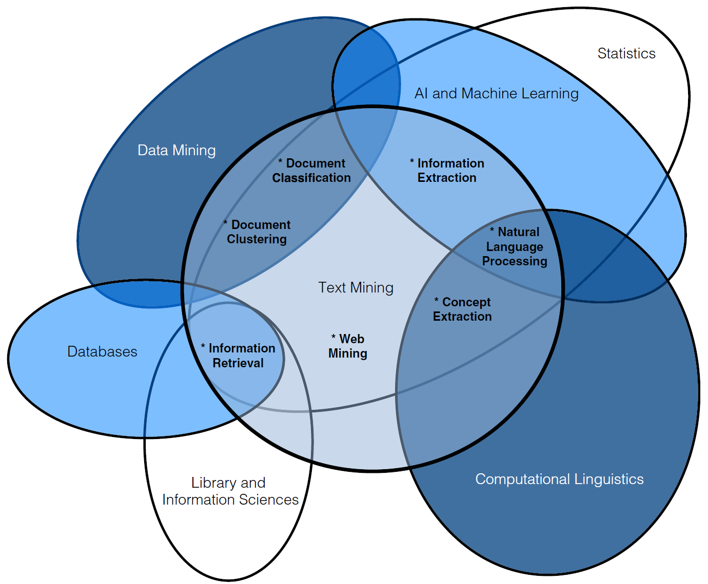 Statistics
AI and Machine Learning
Data Mining
* Document
Classification
* Information
Extraction
* Document
Clustering
* Natural
Language
Processing
Text Mining
* Concept
Extraction
* Web
Mining
Databases
* Information
Retrieval
Library and
Information Sciences
Computational Linguistics